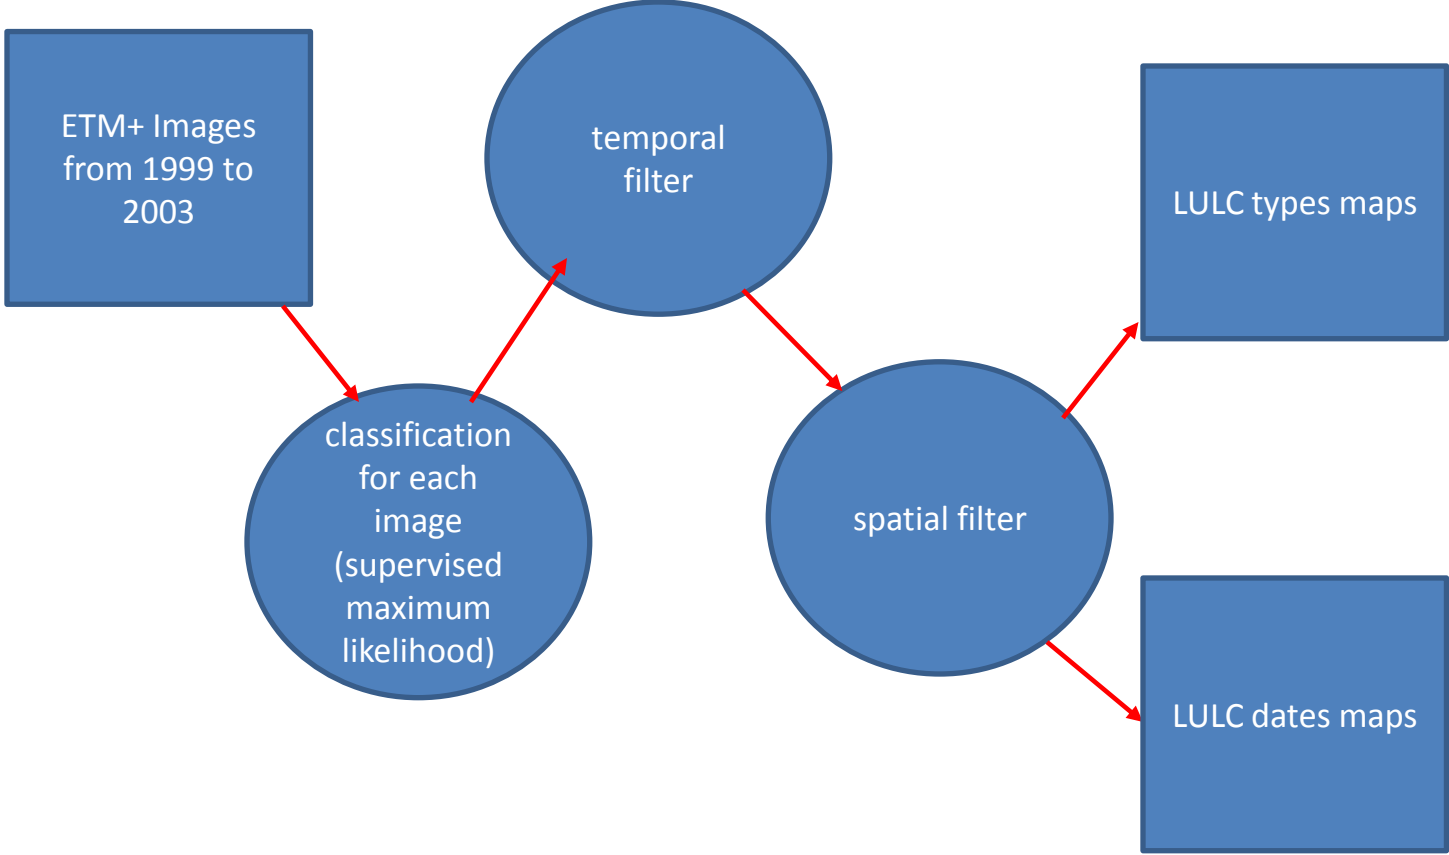 ETM+ Images
from 1999 to
2003
classification
for each
image
(supervised
maximum
likelihood)
temporal
filter
spatial filter
LULC types maps
LULC dates maps